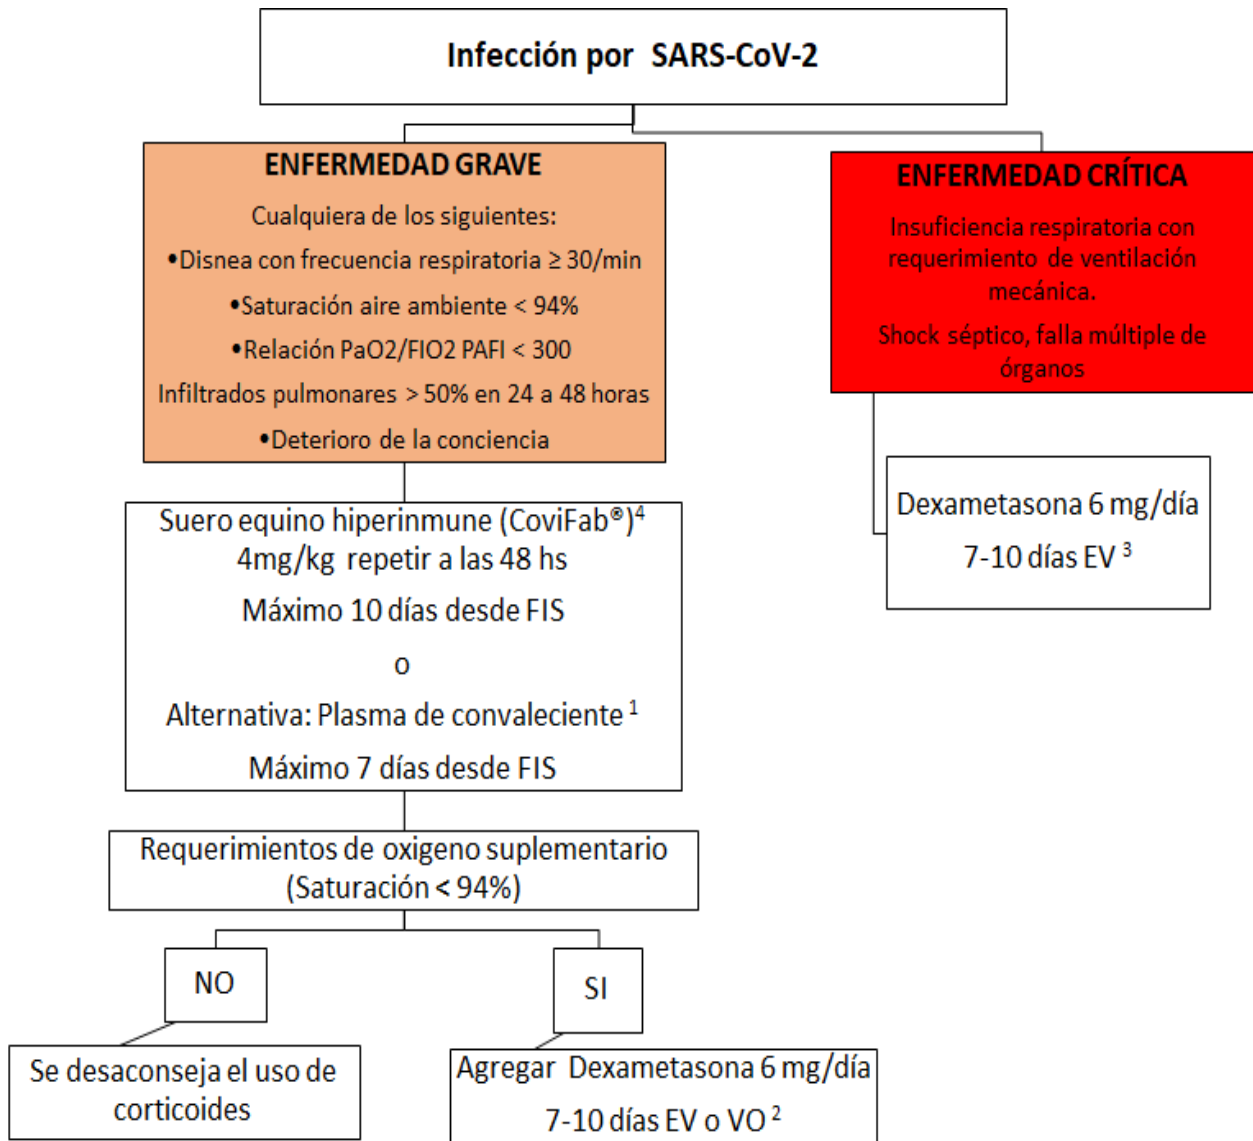 Infección por SARS-CoV-2
ENFERMEDAD GRAVE
Cualquiera de los siguientes:
•Disnea con frecuencia respiratoria ≥ 30/min
•Saturación aire ambiente < 94%
•Relación PaO2/FIO2 PAFI < 300
Infiltrados pulmonares > 50% en 24 a 48 horas
•Deterioro de la conciencia
ENFERMEDAD CRÍTICA
Insuficiencia respiratoria con
requerimiento de ventilación
mecánica.
Shock séptico, falla múltiple de
órganos
Suero equino hiperinmune (CoviFab®)⁴
4mg/kg repetir a las 48 hs
Máximo 10 días desde FIS
o
Alternativa: Plasma de convaleciente ¹
Máximo 7 días desde FIS
Dexametasona 6 mg/día
7-10 días EV ³
Requerimientos de oxigeno suplementario
(Saturación < 94%)
NO
SI
Se desaconseja el uso de
corticoides
Agregar Dexametasona 6 mg/día
7-10 días EV o VO ²